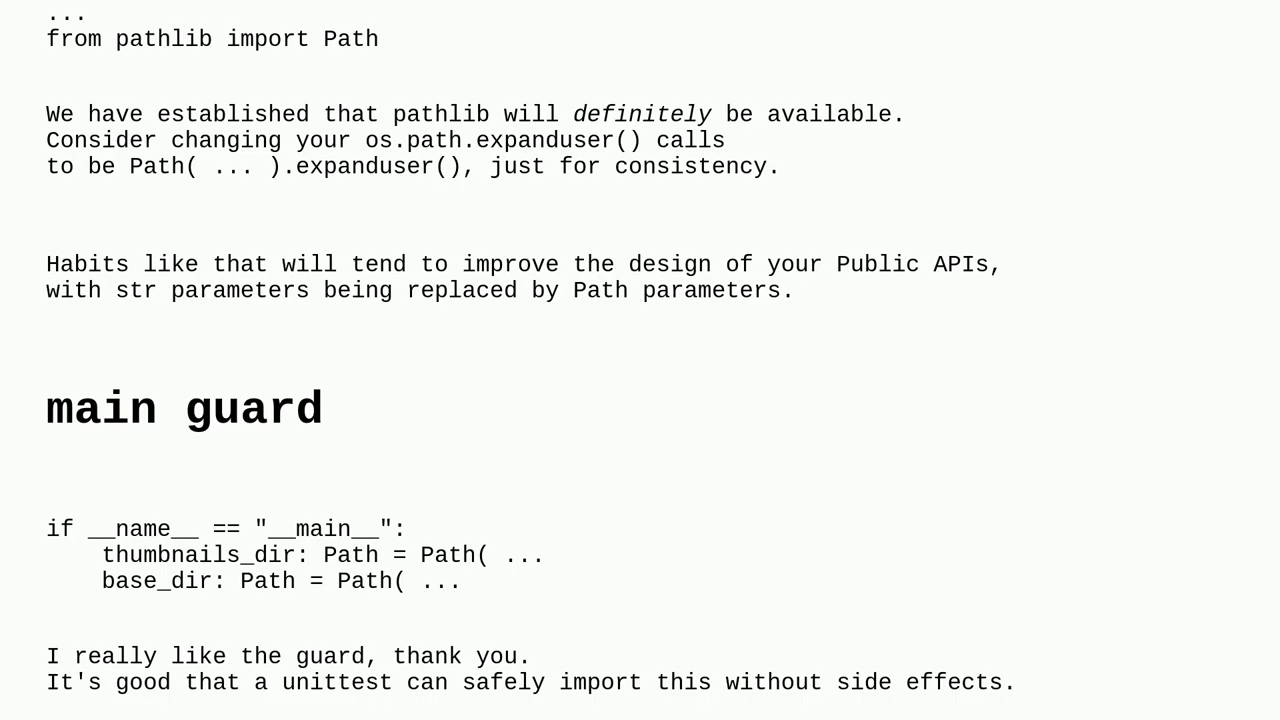 ...
from pathlib import Path
We have established that pathlib will definitely be available.
Consider changing your os.path.expanduser() calls
to be Path( ... ).expanduser(), just for consistency.
Habits like that will tend to improve the design of your Public APIs,
with str parameters being replaced by Path parameters.
main guard
if __name__ == "__main__":
    thumbnails_dir: Path = Path( ...
    base_dir: Path = Path( ...
I really like the guard, thank you.
It's good that a unittest can safely import this without side effects.